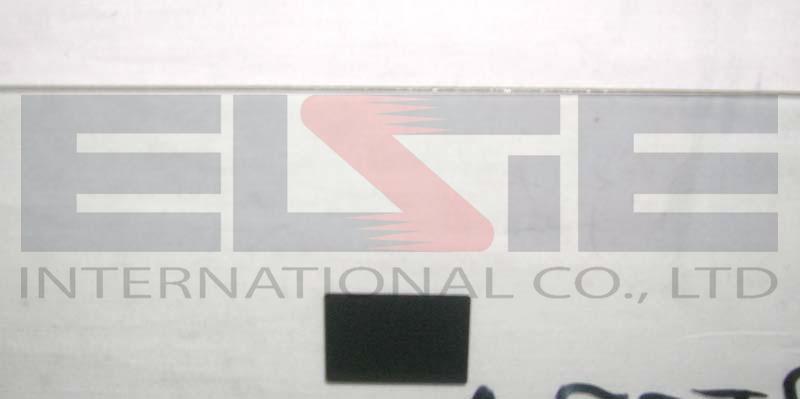 ELSIE
INTERNATIONAL CO., LTD